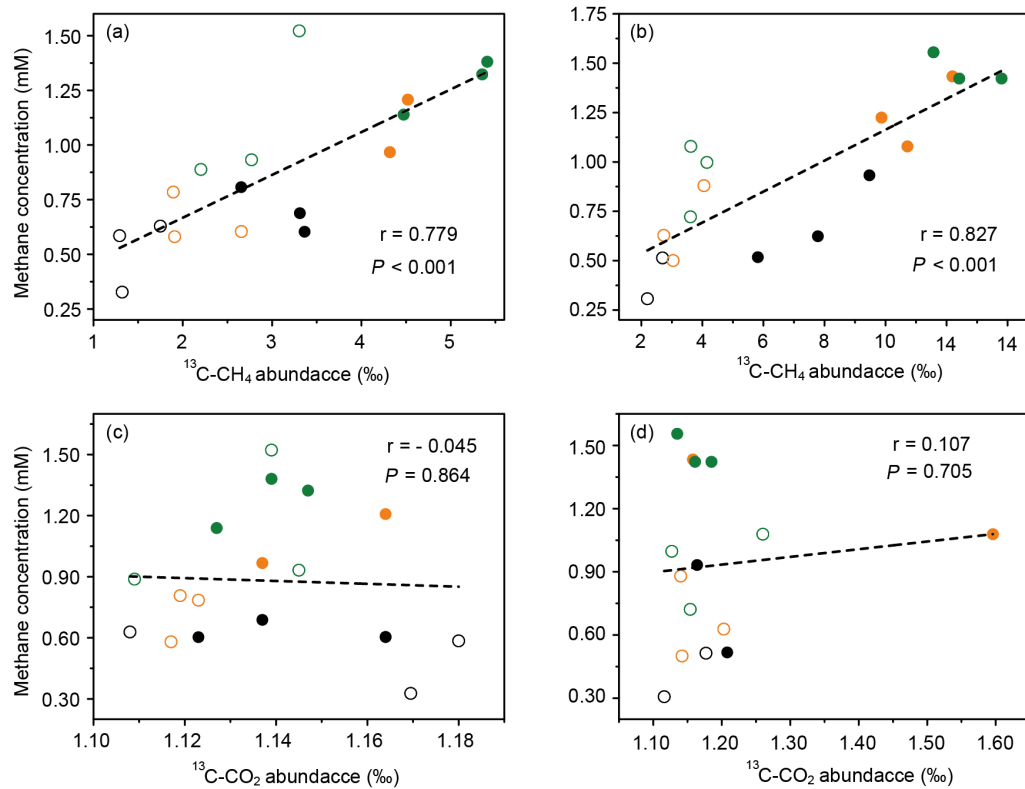 (a)
Methane concentration (mM)
1.50
1.25
1.00
0.75
0.50
0.25
r = 0.779
P < 0.001
1 2 3 4 5
13C-CH4 abundacce (‰)
(b)
1.75
1.50
1.25
1.00
0.75
0.50
0.25
r = 0.827
P < 0.001
2 4 6 8 10 14 14
13C-CH4 abundacce (‰)
(c)
Methane concentration (mM)
1.50
1.20
0.90
0.60
0.30
r = - 0.045
P = 0.864
1.10 1.12 1.14 1.16 1.18
13C-CO2 abundacce (‰)
(d)
1.50
1.10
0.90
0.60
0.30
r = 0.107
P = 0.705
1.10 1.20 1.30 1.40 1.50 1.60
13C-CO2 abundacce (‰)